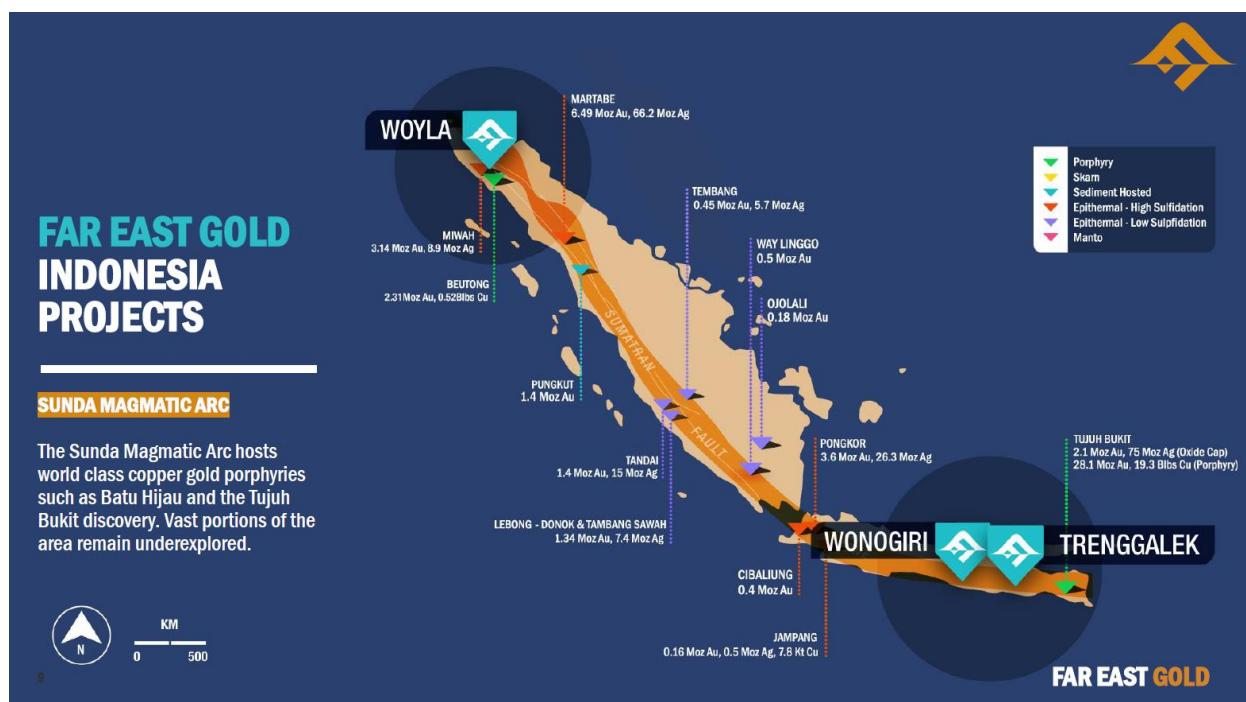 FAR EAST GOLD
INDONESIA
PROJECTS
SUNDA MAGMATIC ARC
The Sunda Magmatic Arc hosts
world class copper gold porphyries
such as Batu Hijau and the Tujuh
Bukit discovery. Vast portions of the
area remain underexplored.
N
KM
0 500
9
WOYLA
MARTABE
6.49 Moz Au, 66.2 Moz Ag
MIWAH
3.14 Moz Au, 8.9 Moz Ag
BEUTONG
2.31Moz Au, 0.52Blbs Cu
TEMBANG
0.45 Moz Au, 5.7 Moz Ag
WAY LINGGO
0.5 Moz Au
OJOLALI
0.18 Moz Au
SUMATRAN
FAULT
PUNGKUT
1.4 Moz Au
TANDAI
1.4 Moz Au, 15 Moz Ag
LEBONG - DONOK & TAMBANG SAWAH
1.34 Moz Au, 7.4 Moz Ag
PONGKOR
3.6 Moz Au, 26.3 Moz Ag
TUJUH BUKIT
2.1 Moz Au, 75 Moz Ag (Oxide Cap)
28.1 Moz Au, 19.3 Blbs Cu (Porphyry)
WONOGIRI
TRENGGALEK
CIBALIUNG
0.4 Moz Au
JAMPANG
0.16 Moz Au, 0.5 Moz Ag, 7.8 Kt Cu
Porphyry
Skarn
Sediment Hosted
Epithermal - High Sulfidation
Epithermal - Low Sulpfidation
Manto
FAR EAST GOLD